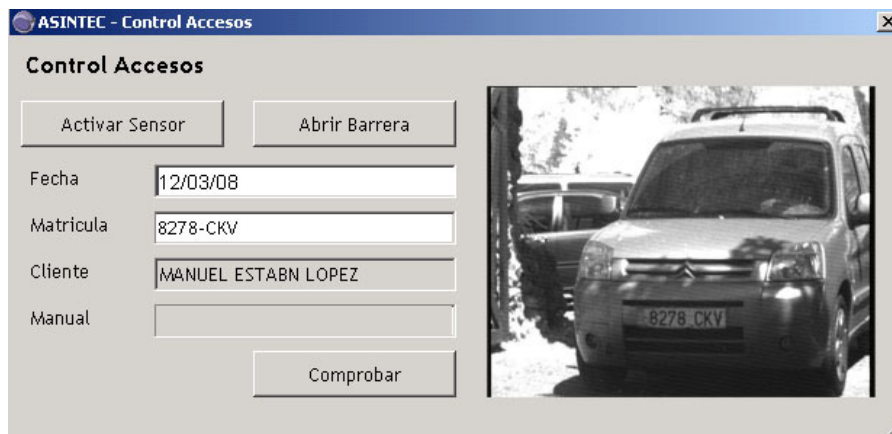 ASINTEC - Control Accesos
Control Accesos
Activar Sensor
Abrir Barrera
Fecha
12/03/08
Matricula
8278-CKV
Cliente
MANUEL ESTABN LOPEZ
Manual
Comprobar
8278 CKV